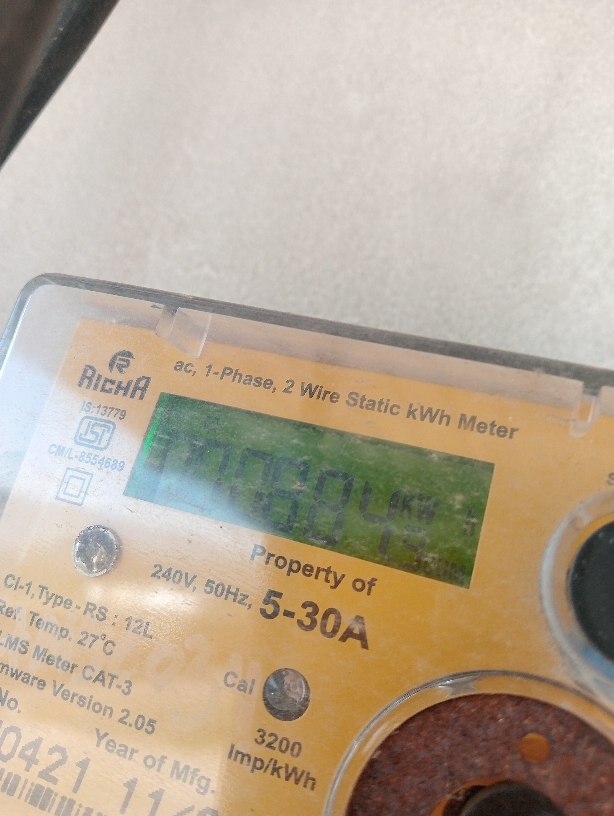 RICHA
ac, 1-Phase, 2 Wire Static kWh Meter
IS:13779
CM/L-8554689
KW
Property of
240V, 50Hz, 5-30A
Cl-1, Type - RS : 12L
Ref. Temp. 27°C
LMS Meter CAT-3
mware Version 2.05
No.
Year of Mfg.
0421 11/
Cal
3200
Imp/kWh